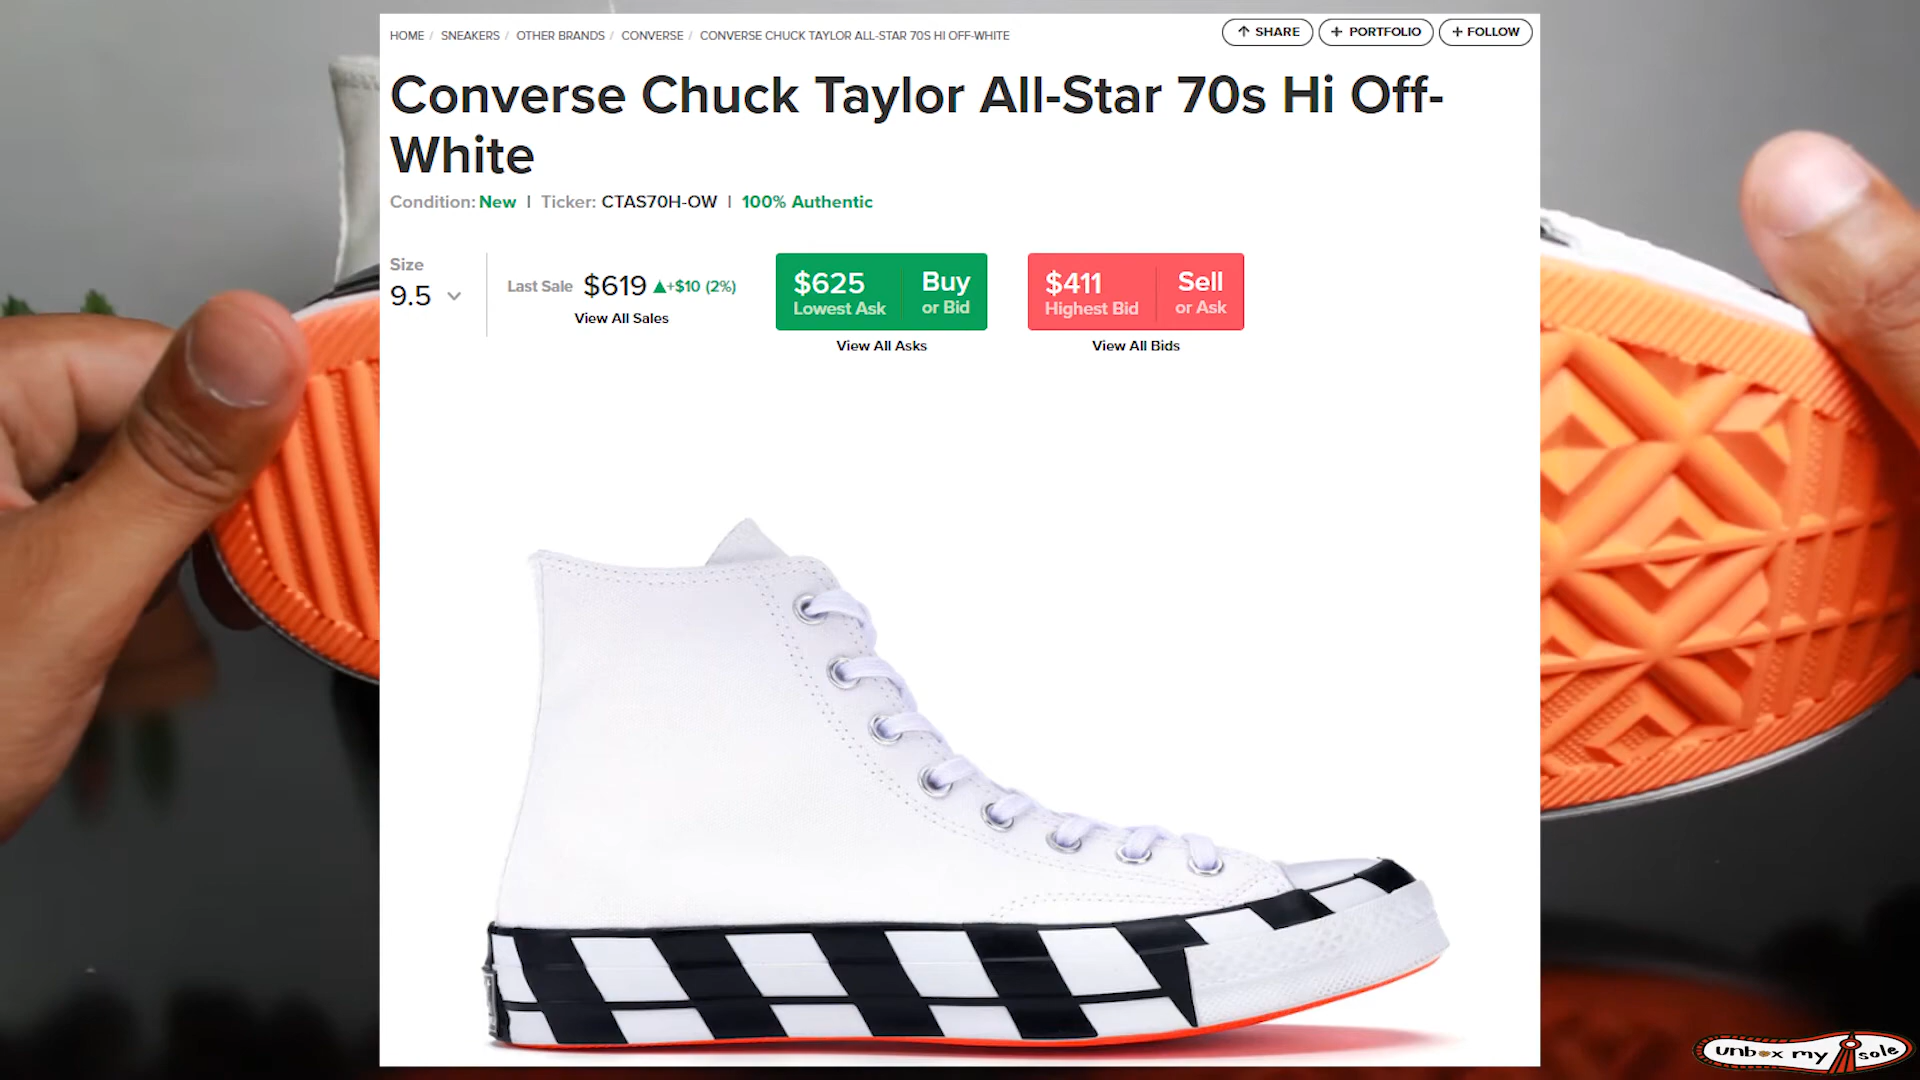 HOME / SNEAKERS / OTHER BRANDS / CONVERSE / CONVERSE CHUCK TAYLOR ALL-STAR 70S HI OFF-WHITE
SHARE + PORTFOLIO + FOLLOW
Converse Chuck Taylor All-Star 70s Hi Off-
White
Condition: New | Ticker: CTAS70H-OW | 100% Authentic
Size
9.5
Last Sale $619 ▲+$10 (2%)
View All Sales
$625 Buy
Lowest Ask or Bid
View All Asks
$411 Sell
Highest Bid or Ask
View All Bids
unbox my sole